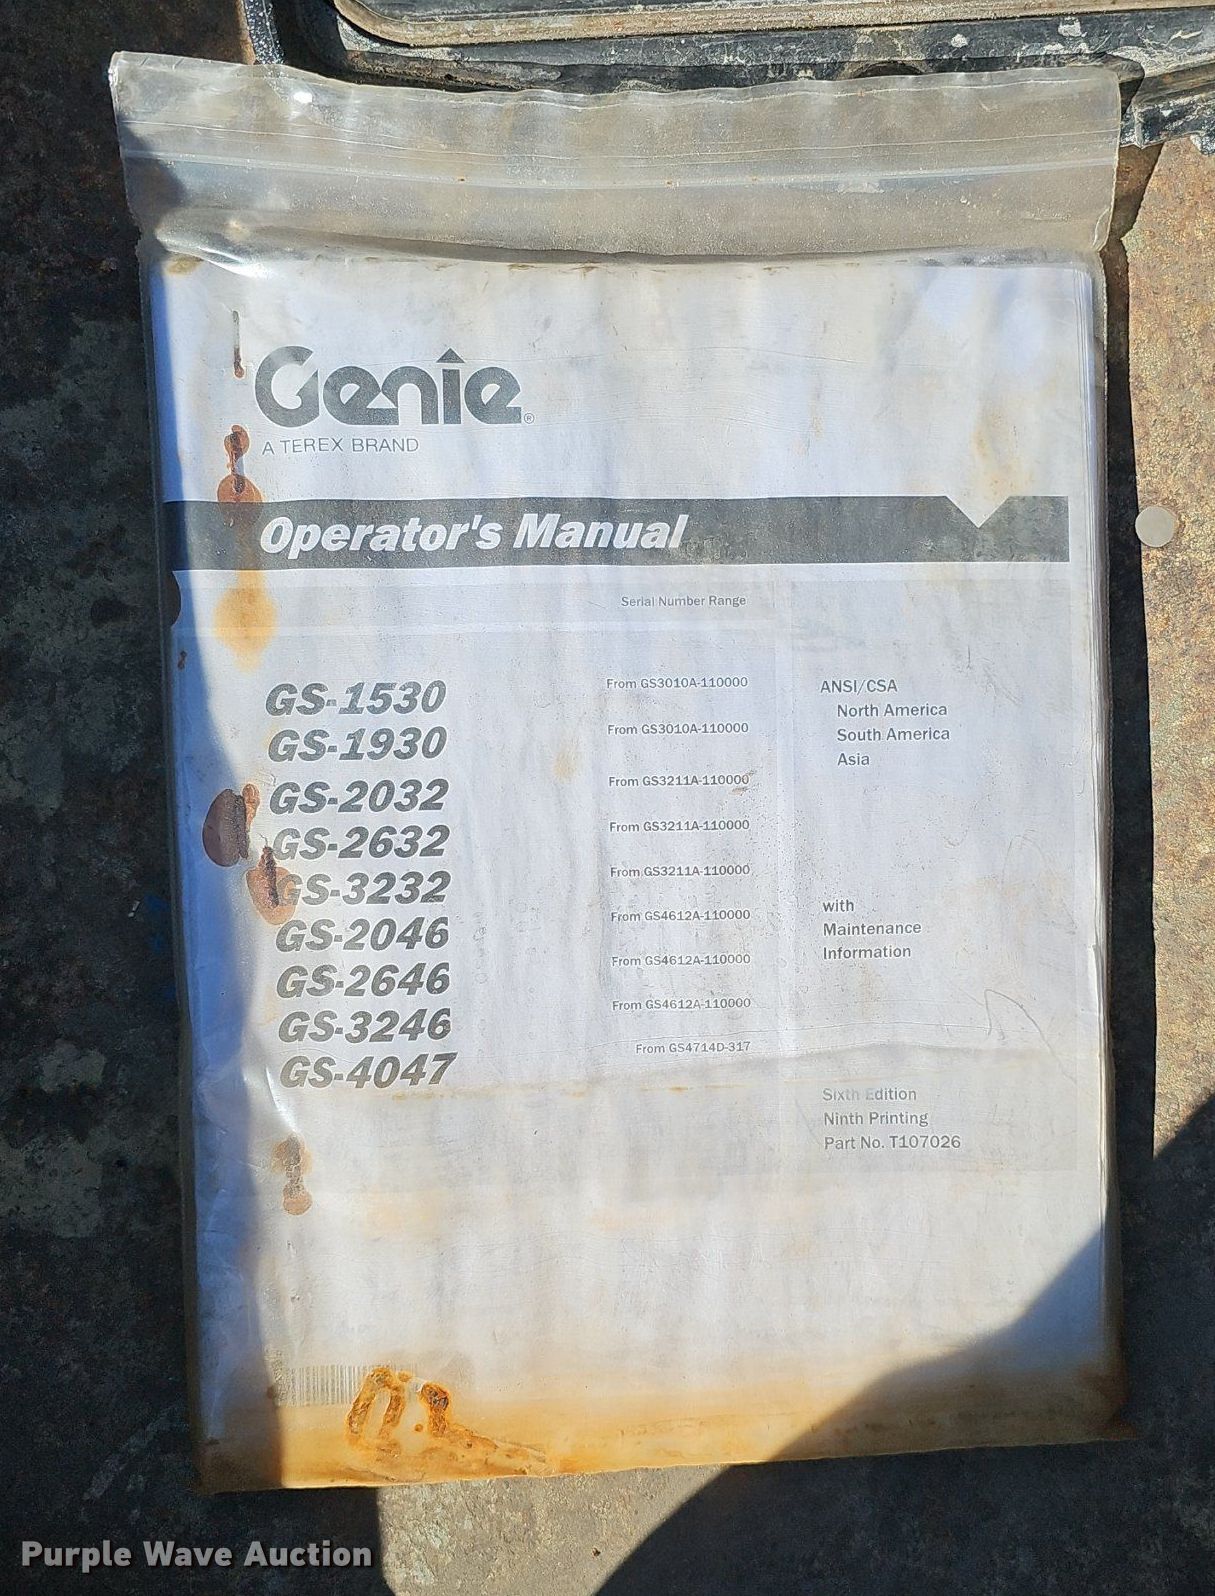 Genie®
A TEREX BRAND
Operator's Manual
Serial Number Range
GS-1530 From GS3010A-110000
GS-1930 From GS3010A-110000
GS-2032 From GS3211A-110000
GS-2632 From GS3211A-110000
GS-3232 From GS3211A-110000
GS-2046 From GS4612A-110000
GS-2646 From GS4612A-110000
GS-3246 From GS4612A-110000
GS-4047 From GS4714D-317
ANSI/CSA
North America
South America
Asia
with
Maintenance
Information
Sixth Edition
Ninth Printing
Part No. T107026
Purple Wave Auction